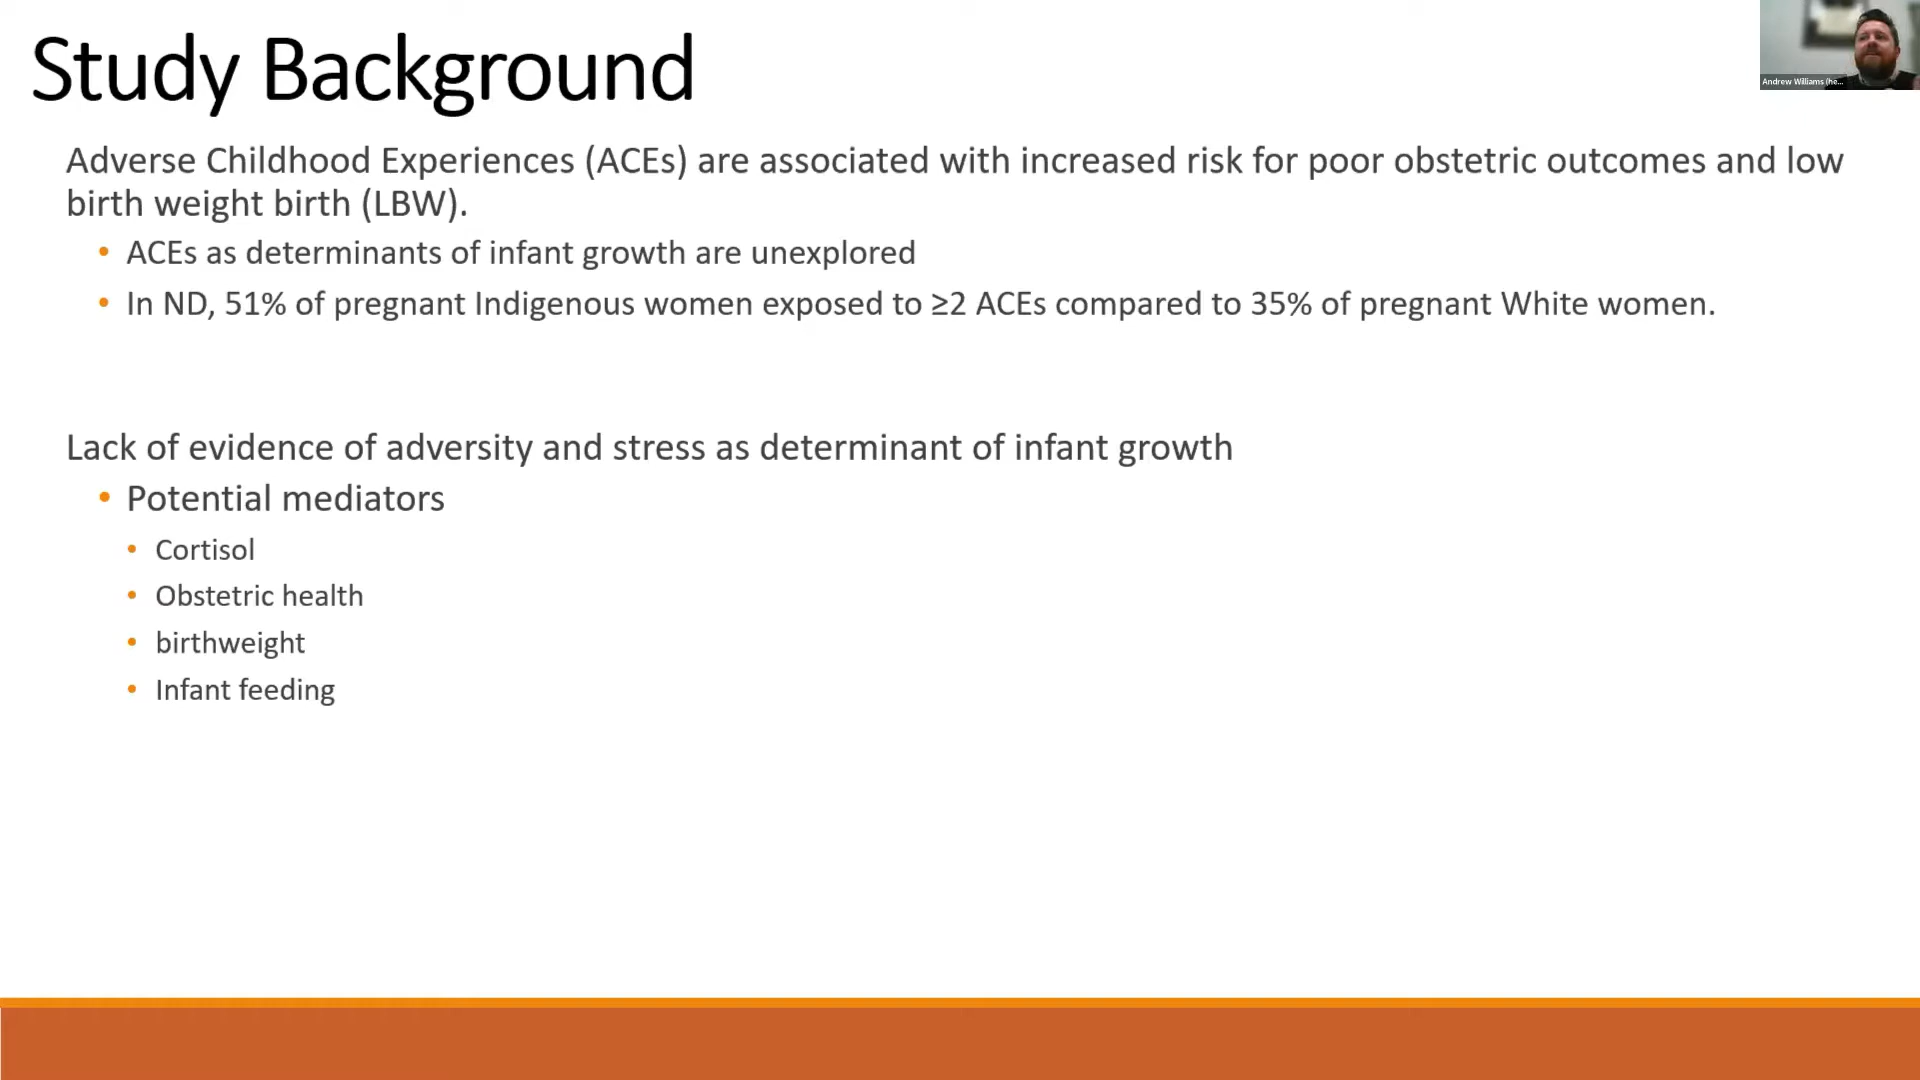 Study Background
Andrew Williams (he...
Adverse Childhood Experiences (ACEs) are associated with increased risk for poor obstetric outcomes and low
birth weight birth (LBW).
• ACEs as determinants of infant growth are unexplored
• In ND, 51% of pregnant Indigenous women exposed to ≥2 ACEs compared to 35% of pregnant White women.
Lack of evidence of adversity and stress as determinant of infant growth
• Potential mediators
• Cortisol
• Obstetric health
• birthweight
• Infant feeding